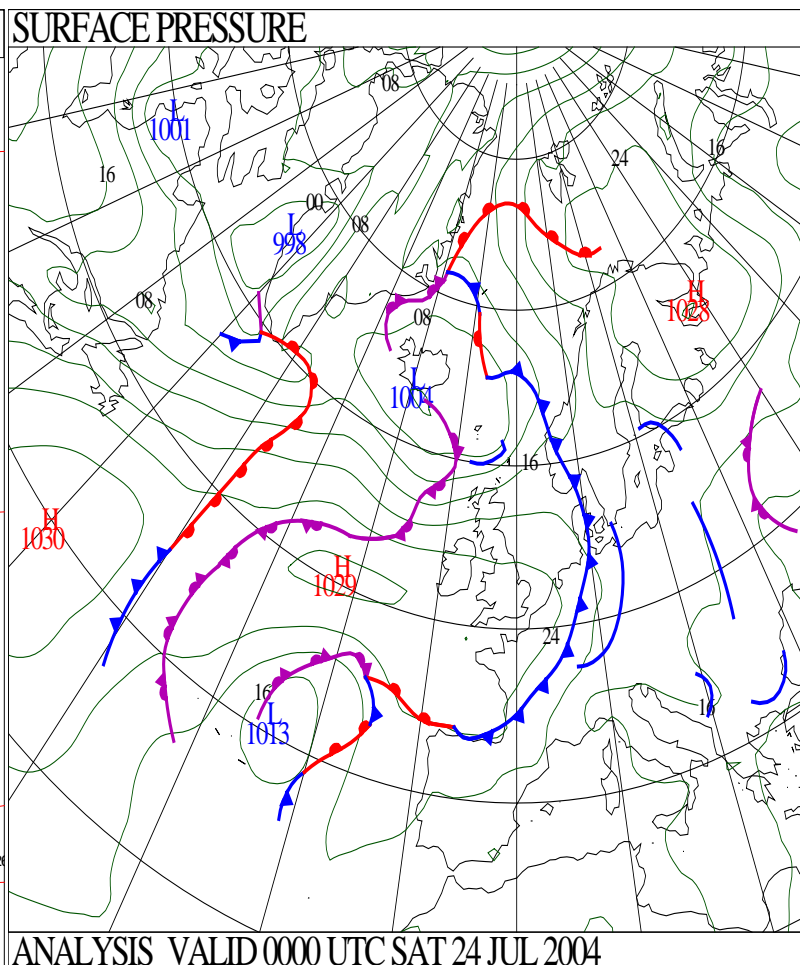 SURFACE PRESSURE
08
L
1001
16
24
16
00
08
L
998
08
H
1028
08
L
1004
16
H
1030
H
1029
24
16
L
1013
16
ANALYSIS VALID 0000 UTC SAT 24 JUL 2004